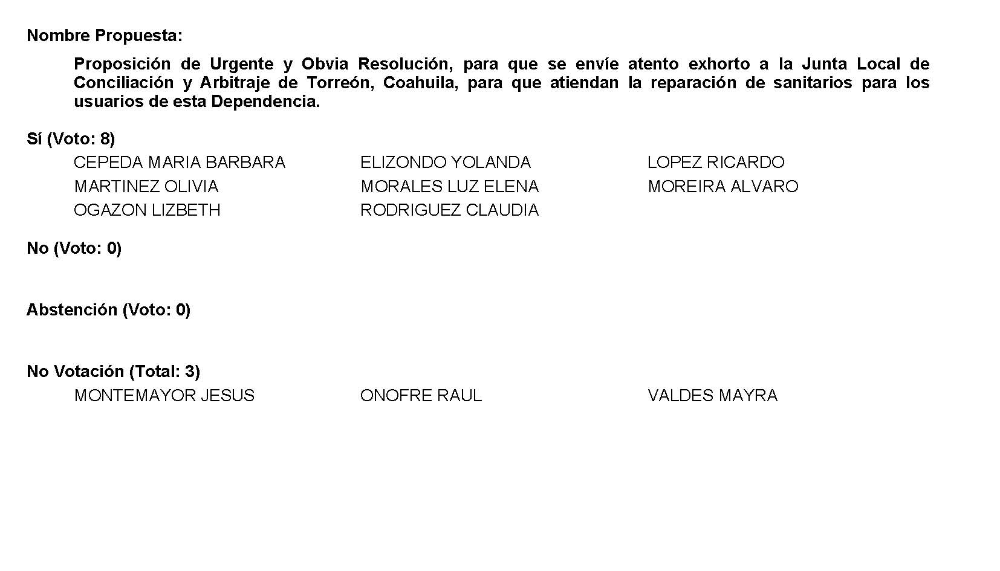 Nombre Propuesta:
Proposición de Urgente y Obvia Resolución, para que se envíe atento exhorto a la Junta Local de
Conciliación y Arbitraje de Torreón, Coahuila, para que atiendan la reparación de sanitarios para los
usuarios de esta Dependencia.
Sí (Voto: 8)
CEPEDA MARIA BARBARA ELIZONDO YOLANDA LOPEZ RICARDO
MARTINEZ OLIVIA MORALES LUZ ELENA MOREIRA ALVARO
OGAZON LIZBETH RODRIGUEZ CLAUDIA
No (Voto: 0)
Abstención (Voto: 0)
No Votación (Total: 3)
MONTEMAYOR JESUS ONOFRE RAUL VALDES MAYRA